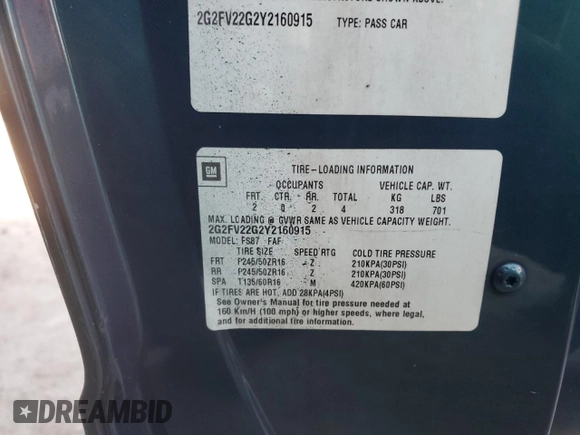 SHOWN ABOVE.
2G2FV22G2Y2160915 TYPE: PASS CAR
GM
TIRE-LOADING INFORMATION
OCCUPANTS VEHICLE CAP. WT.
FRT. CTR. RR. TOTAL KG LBS
2 0 2 4 318 701
MAX. LOADING @ GVWR SAME AS VEHICLE CAPACITY WEIGHT.
2G2FV22G2Y2160915
MODEL: FS87 FAF
TIRE SIZE SPEED RTG COLD TIRE PRESSURE
FRT P245/50ZR16 Z 210KPA(30PSI)
RR P245/50ZR16 Z 210KPA(30PSI)
SPA T135/60R16 M 420KPA(60PSI)
IF TIRES ARE HOT, ADD 28KPA(4PSI)
See Owner's Manual for tire pressure needed at
160 Km/H (100 mph) or higher speeds, where legal,
and for additional tire information.
DREAMBID